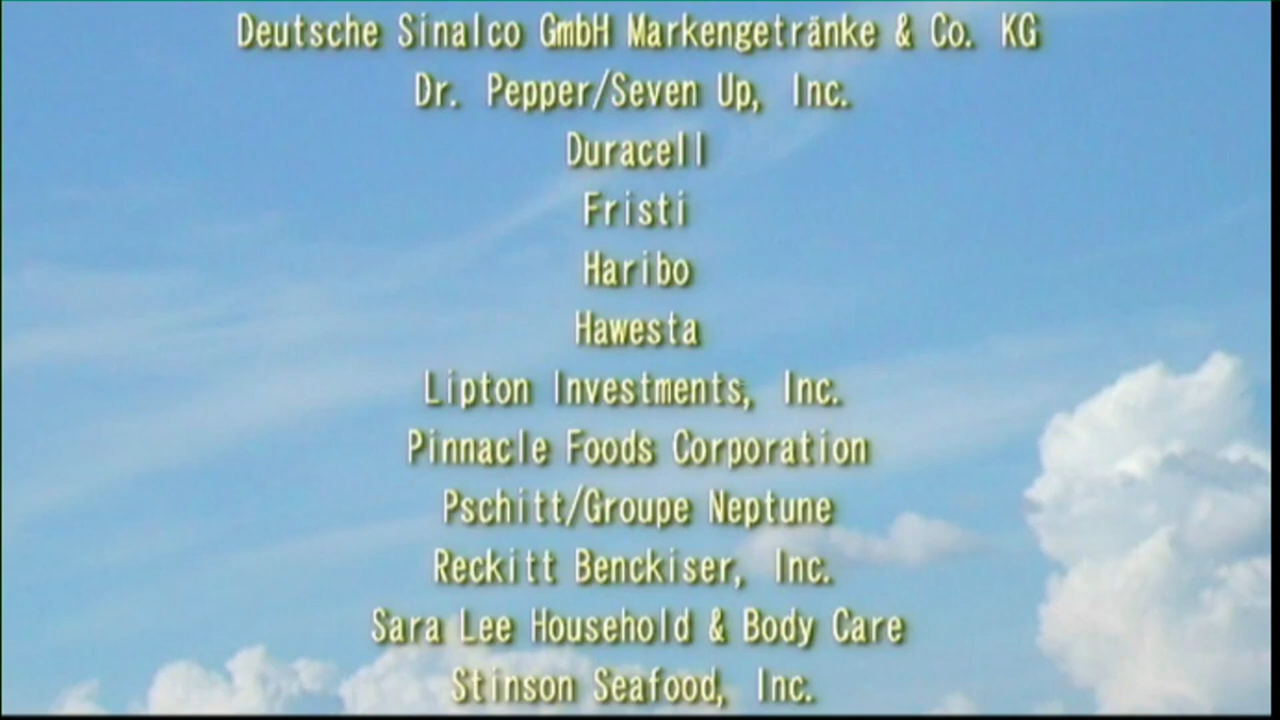 Deutsche Sinalco GmbH Markengetränke & Co. KG
Dr. Pepper/Seven Up, Inc.
Duracell
Fristi
Haribo
Hawesta
Lipton Investments, Inc.
Pinnacle Foods Corporation
Pschitt/Groupe Neptune
Reckitt Benckiser, Inc.
Sara Lee Household & Body Care
Stinson Seafood, Inc.